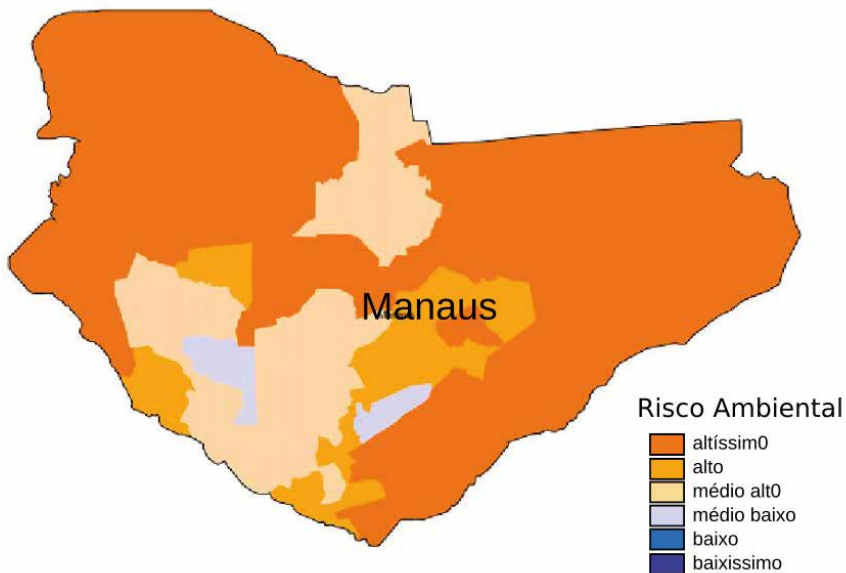 Manaus
Risco Ambiental
altíssim0
alto
médio alt0
médio baixo
baixo
baixissimo